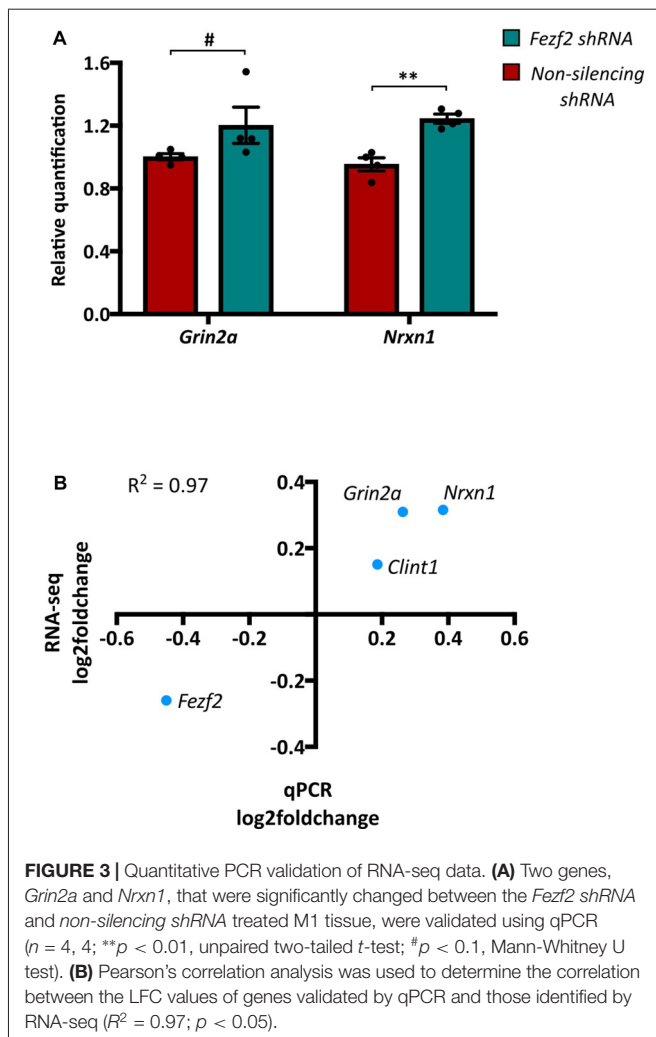 A
#
**
Fezf2 shRNA
Non-silencing
shRNA
Relative quantification
1.6
1.2
0.8
0.4
0.0
Grin2a
Nrxn1
B
R² = 0.97
RNA-seq
log2foldchange
0.4
0.2
-0.2
-0.4
-0.6
-0.4
-0.2
0.2
0.4
0.6
Grin2a
Nrxn1
Clint1
Fezf2
qPCR
log2foldchange
FIGURE 3 | Quantitative PCR validation of RNA-seq data. (A) Two genes,
Grin2a and Nrxn1, that were significantly changed between the Fezf2 shRNA
and non-silencing shRNA treated M1 tissue, were validated using qPCR
(n = 4, 4; **p < 0.01, unpaired two-tailed t-test; #p < 0.1, Mann-Whitney U
test). (B) Pearson's correlation analysis was used to determine the correlation
between the LFC values of genes validated by qPCR and those identified by
RNA-seq (R² = 0.97; p < 0.05).